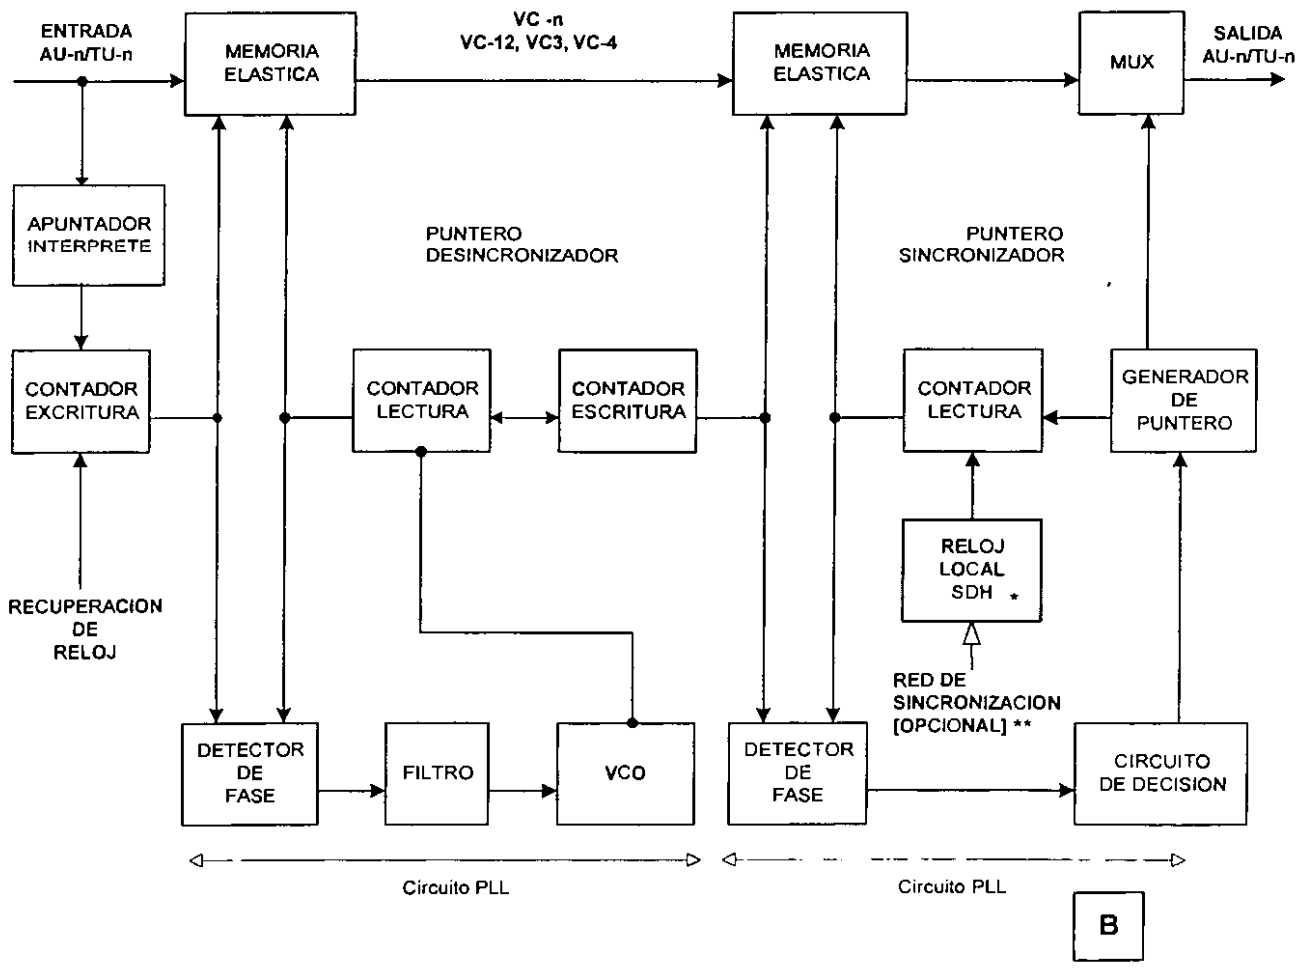 ENTRADA
AU-n/TU-n
MEMORIA
ELASTICA
VC -n
VC-12, VC3, VC-4
MEMORIA
ELASTICA
MUX
SALIDA
AU-n/TU-n
APUNTADOR
INTERPRETE
PUNTERO
DESINCRONIZADOR
PUNTERO
SINCRONIZADOR
CONTADOR
EXCRITURA
CONTADOR
LECTURA
CONTADOR
ESCRITURA
CONTADOR
LECTURA
GENERADOR
DE
PUNTERO
RECUPERACION
DE
RELOJ
RELOJ
LOCAL
SDH *
RED DE
SINCRONIZACION
[OPCIONAL] **
DETECTOR
DE
FASE
FILTRO
VCO
DETECTOR
DE
FASE
CIRCUITO
DE DECISION
Circuito PLL
Circuito PLL
B